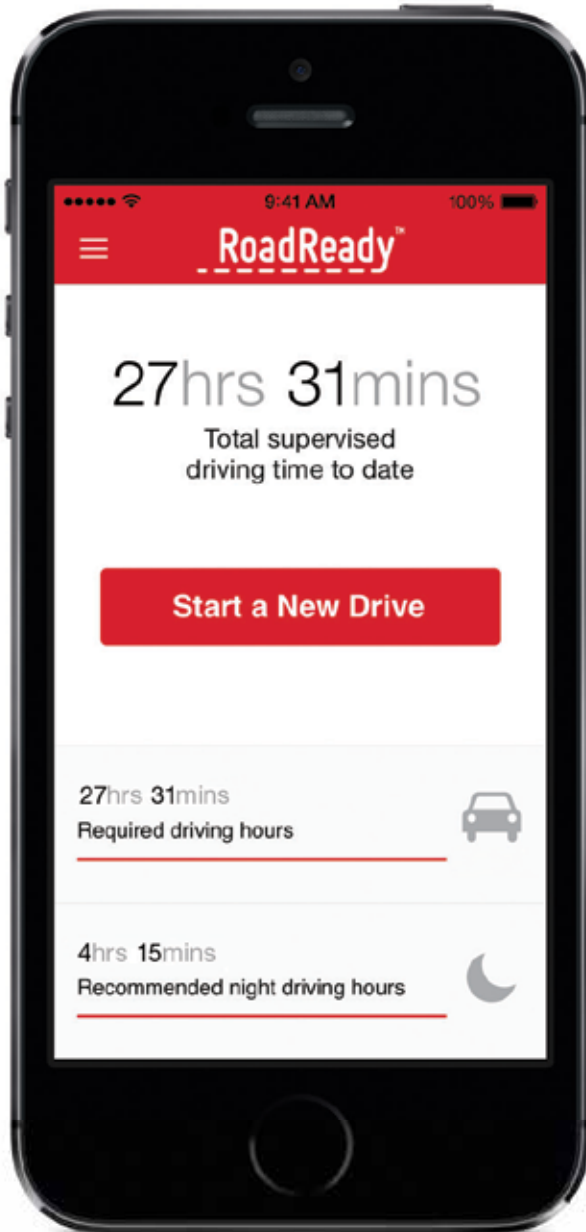 9:41 AM
100%
RoadReady™
27hrs 31mins
Total supervised
driving time to date
Start a New Drive
27hrs 31mins
Required driving hours
4hrs 15mins
Recommended night driving hours